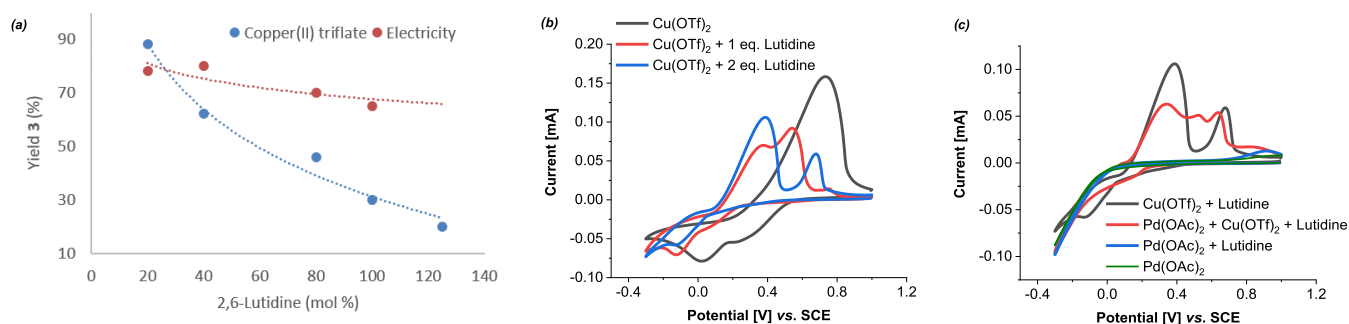 (a)
Copper(II) triflate
Electricity
Yield 3 (%)
90
70
50
30
10
0
20
40
60
80
100
120
140
2,6-Lutidine (mol %)
(b)
Cu(OTf)2
Cu(OTf)2 + 1 eq. Lutidine
Cu(OTf)2 + 2 eq. Lutidine
Current [mA]
0.20
0.15
0.10
0.05
0.00
-0.05
-0.10
-0.4
0.0
0.4
0.8
1.2
Potential [V] vs. SCE
(c)
Current [mA]
0.10
0.05
0.00
-0.05
-0.10
Cu(OTf)2 + Lutidine
Pd(OAc)2 + Cu(OTf)2 + Lutidine
Pd(OAc)2 + Lutidine
Pd(OAc)2
-0.4
0.0
0.4
0.8
1.2
Potential [V] vs. SCE